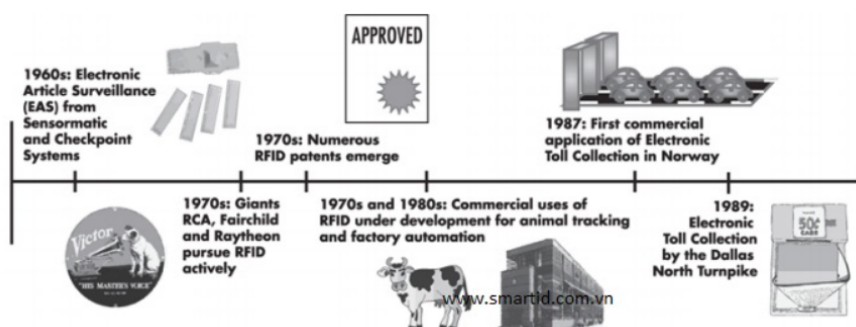 APPROVED
1960s: Electronic
Article Surveillance
(EAS) from
Sensormatic
and Checkpoint
Systems
1970s: Numerous
RFID patents emerge
1987: First commercial
application of Electronic
Toll Collection in Norway
1970s: Giants
RCA, Fairchild
and Raytheon
pursue RFID
actively
Victor
"HIS MASTER'S VOICE"
1970s and 1980s: Commercial uses of
RFID under development for animal tracking
and factory automation
www.smartid.com.vn
1989:
Electronic
Toll Collection
by the Dallas
North Turnpike
50¢
CARS